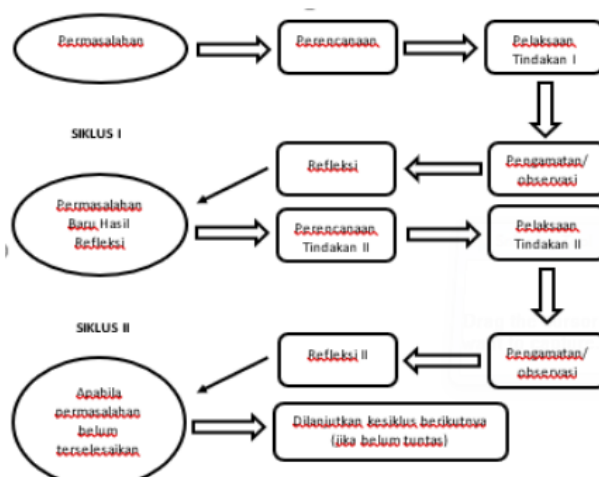 Permasalahan
Perencanaan
Pelaksaan
Tindakan I
SIKLUS I
Refleksi
Pengamatan/
observasi
Permasalahan
Baru Hasil
Refleksi
Perencanaan
Tindakan II
Pelaksaan
Tindakan II
SIKLUS II
Refleksi II
Pengamatan/
observasi
Apabila
permasalahan
belum
terselesaikan
Dilanjutkan kesiklus berikutnya
(jika belum tuntas)